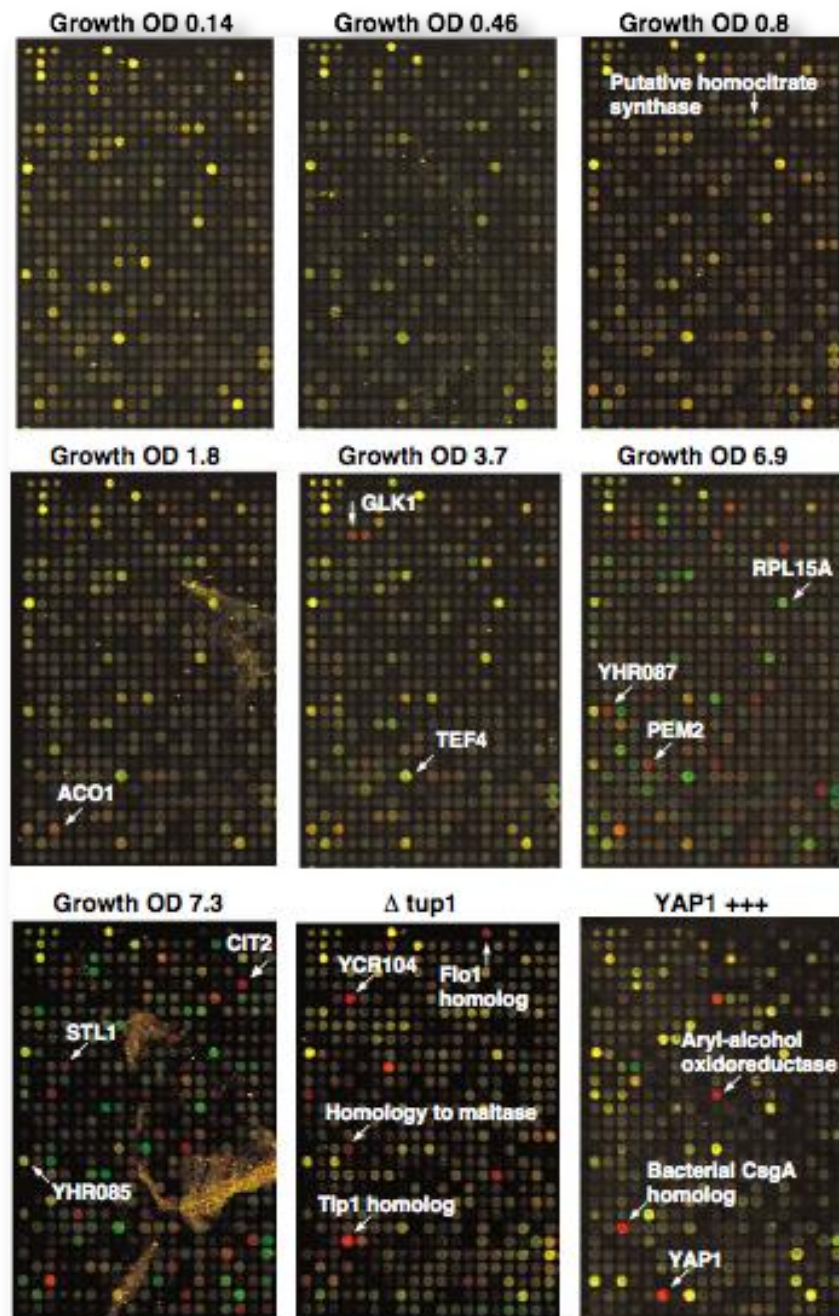 Growth OD 0.14
Growth OD 0.46
Growth OD 0.8
Putative homocitrate
synthase
Growth OD 1.8
Growth OD 3.7
Growth OD 6.9
GLK1
RPL15A
YHR087
PEM2
TEF4
ACO1
Growth OD 7.3
Δ tup1
YAP1 +++
CIT2
STL1
YHR085
YCR104
Flo1
homolog
Homology to maltase
Tip1 homolog
Aryl-alcohol
oxidoreductase
Bacterial CsgA
homolog
YAP1